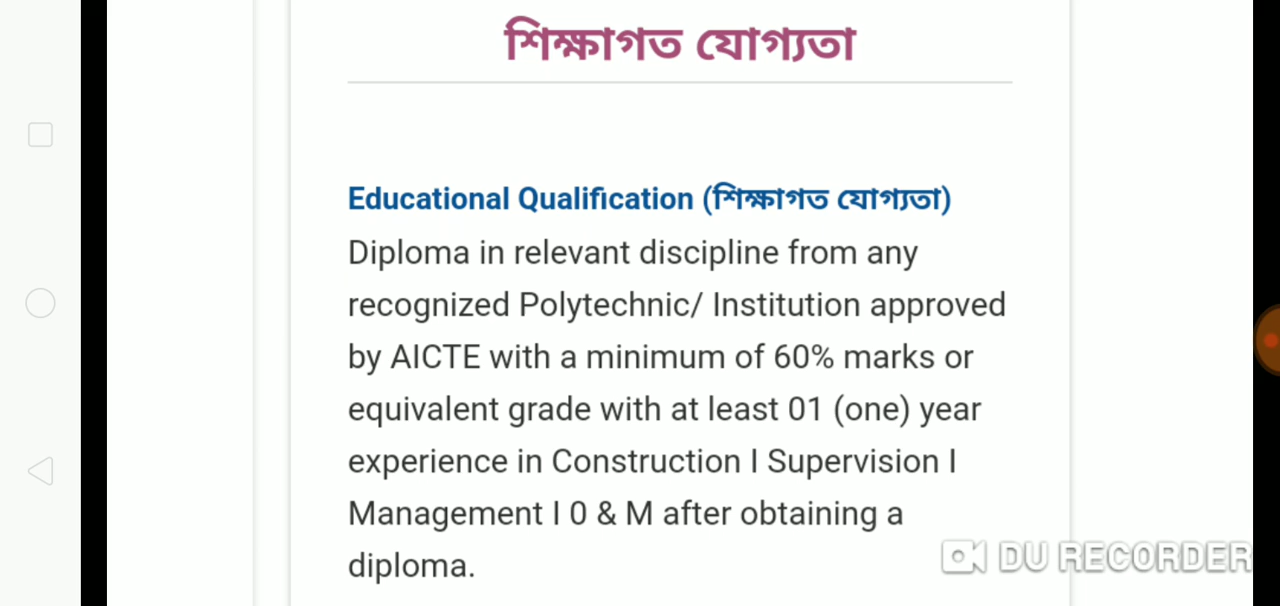 শিক্ষাগত যোগ্যতা
Educational Qualification (শিক্ষাগত যোগ্যতা)
Diploma in relevant discipline from any
recognized Polytechnic/ Institution approved
by AICTE with a minimum of 60% marks or
equivalent grade with at least 01 (one) year
experience in Construction I Supervision I
Management I 0 & M after obtaining a
diploma.
DU RECORDER